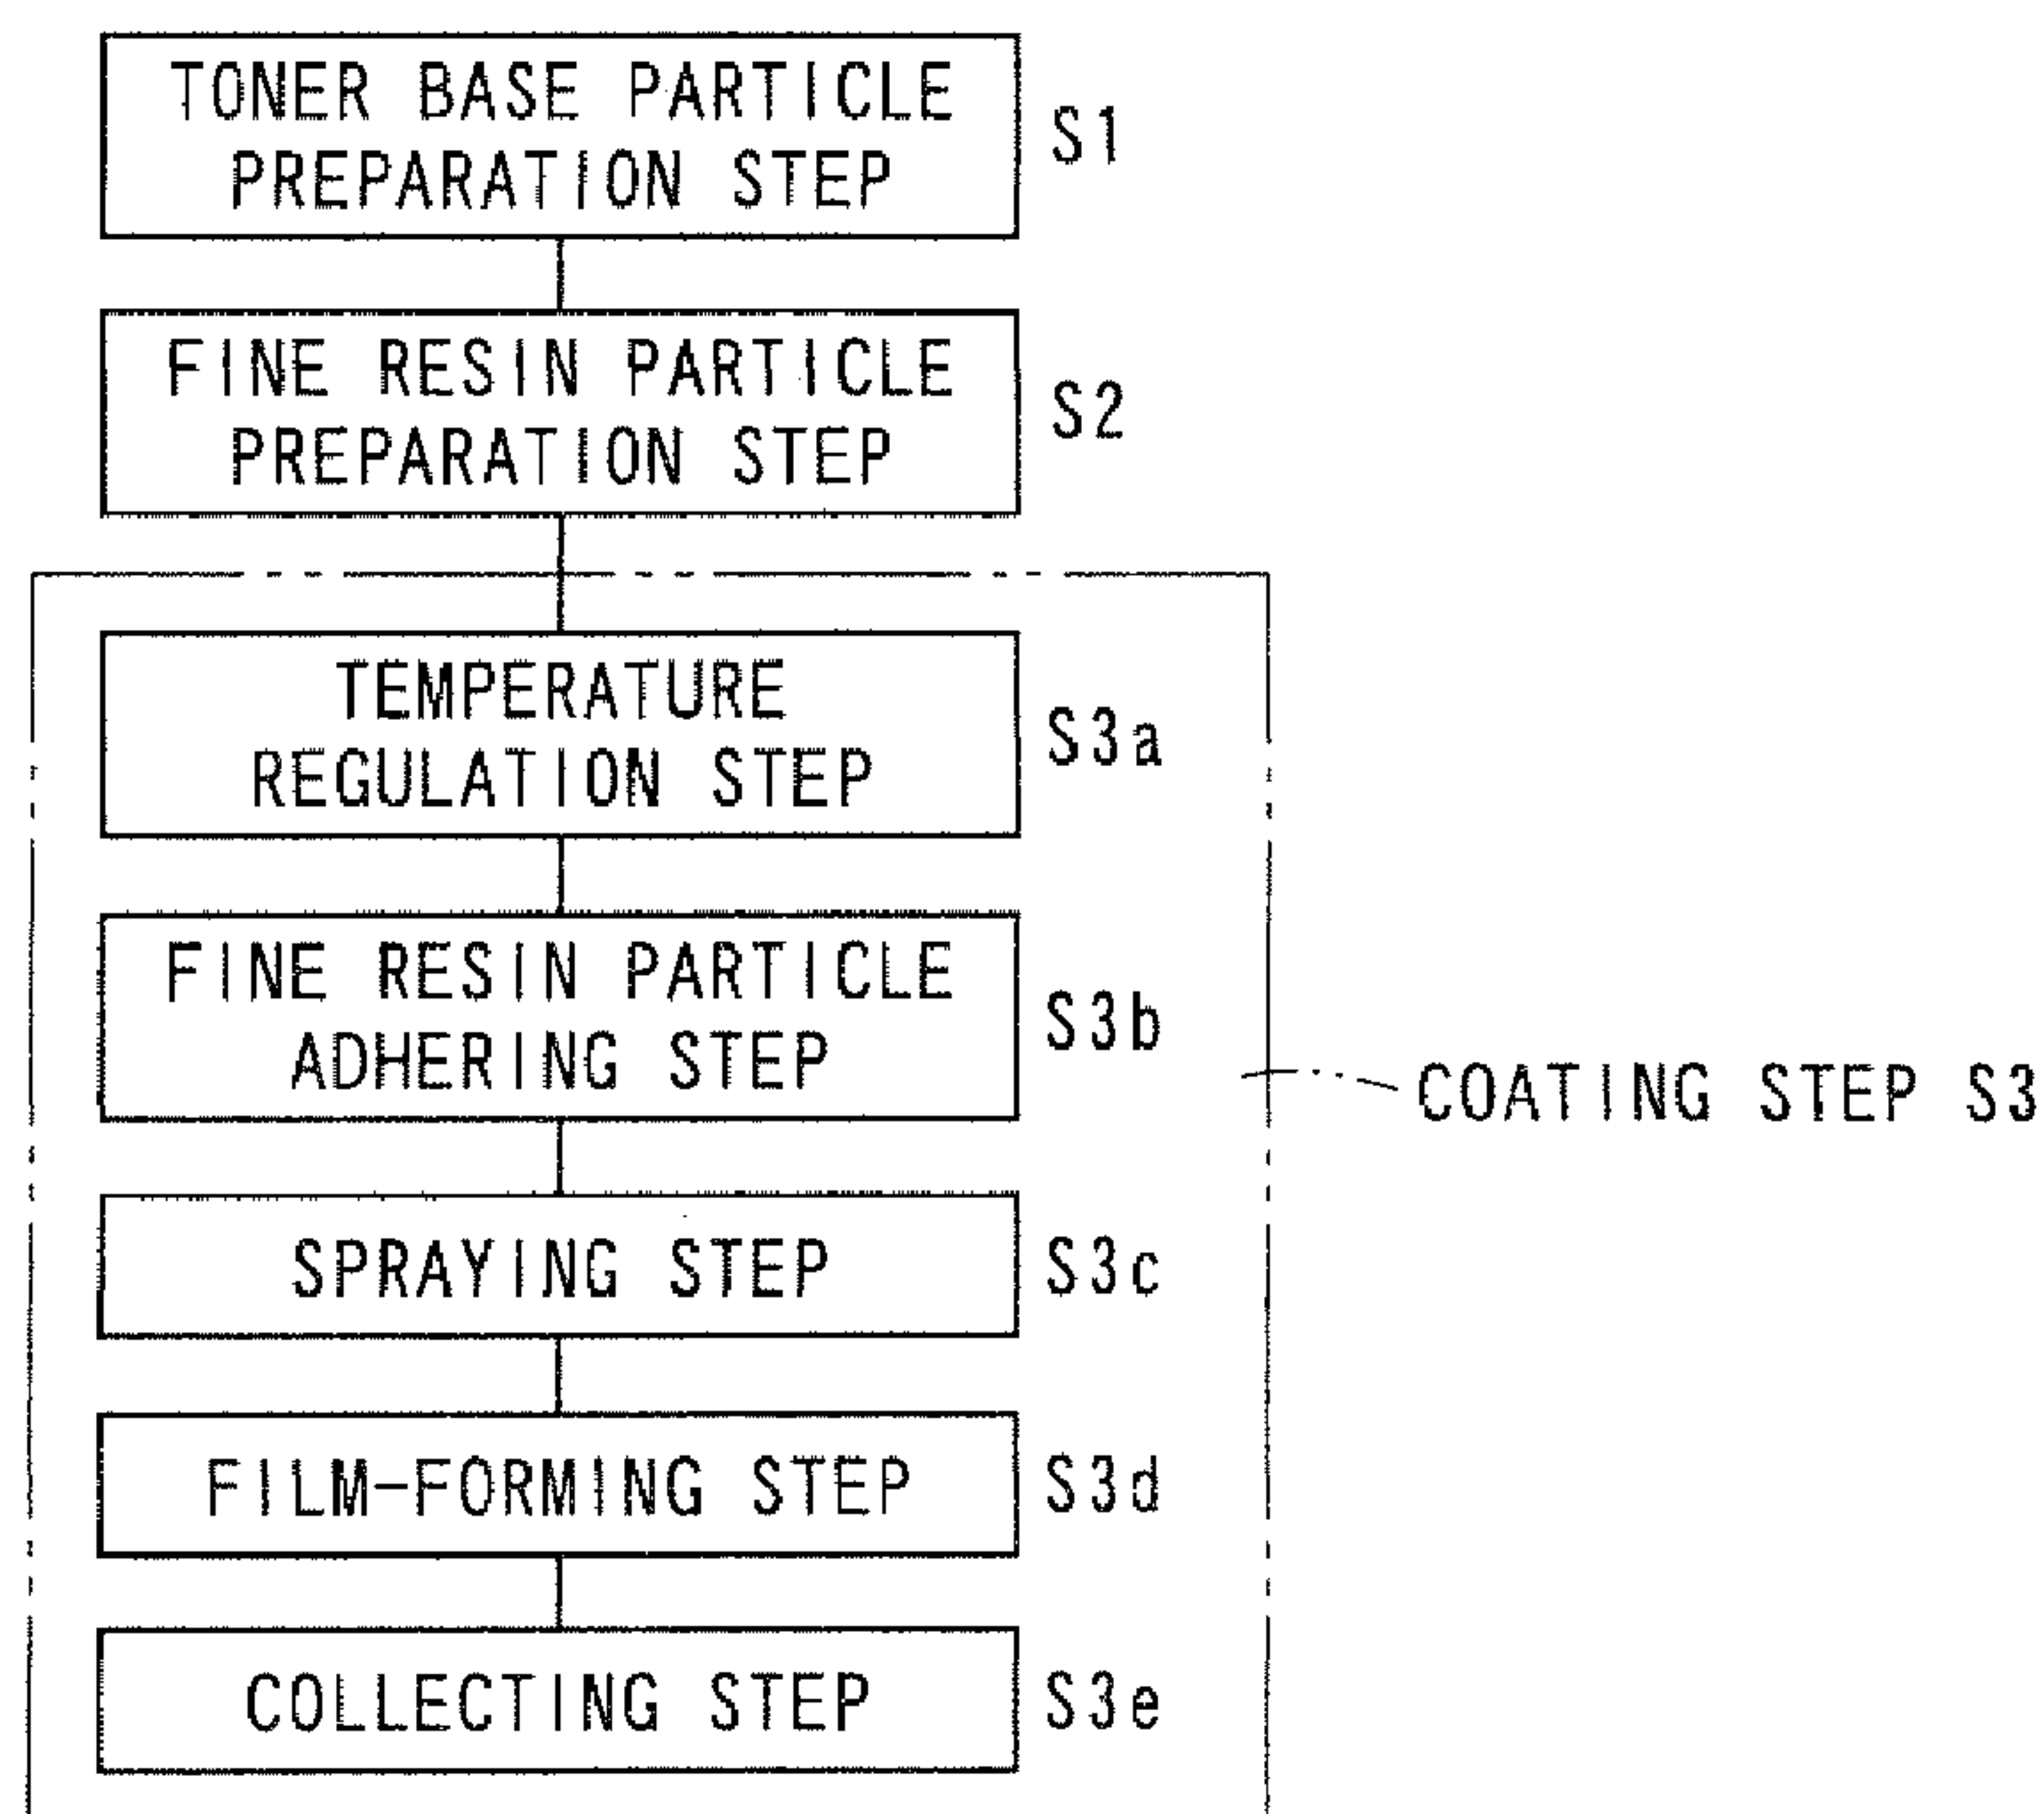 TONER BASE PARTICLE
PREPARATION STEP
S1
FINE RESIN PARTICLE
PREPARATION STEP
S2
TEMPERATURE
REGULATION STEP
S3a
FINE RESIN PARTICLE
ADHERING STEP
S3b
COATING STEP S3
SPRAYING STEP
S3c
FILM-FORMING STEP
S3d
COLLECTING STEP
S3e